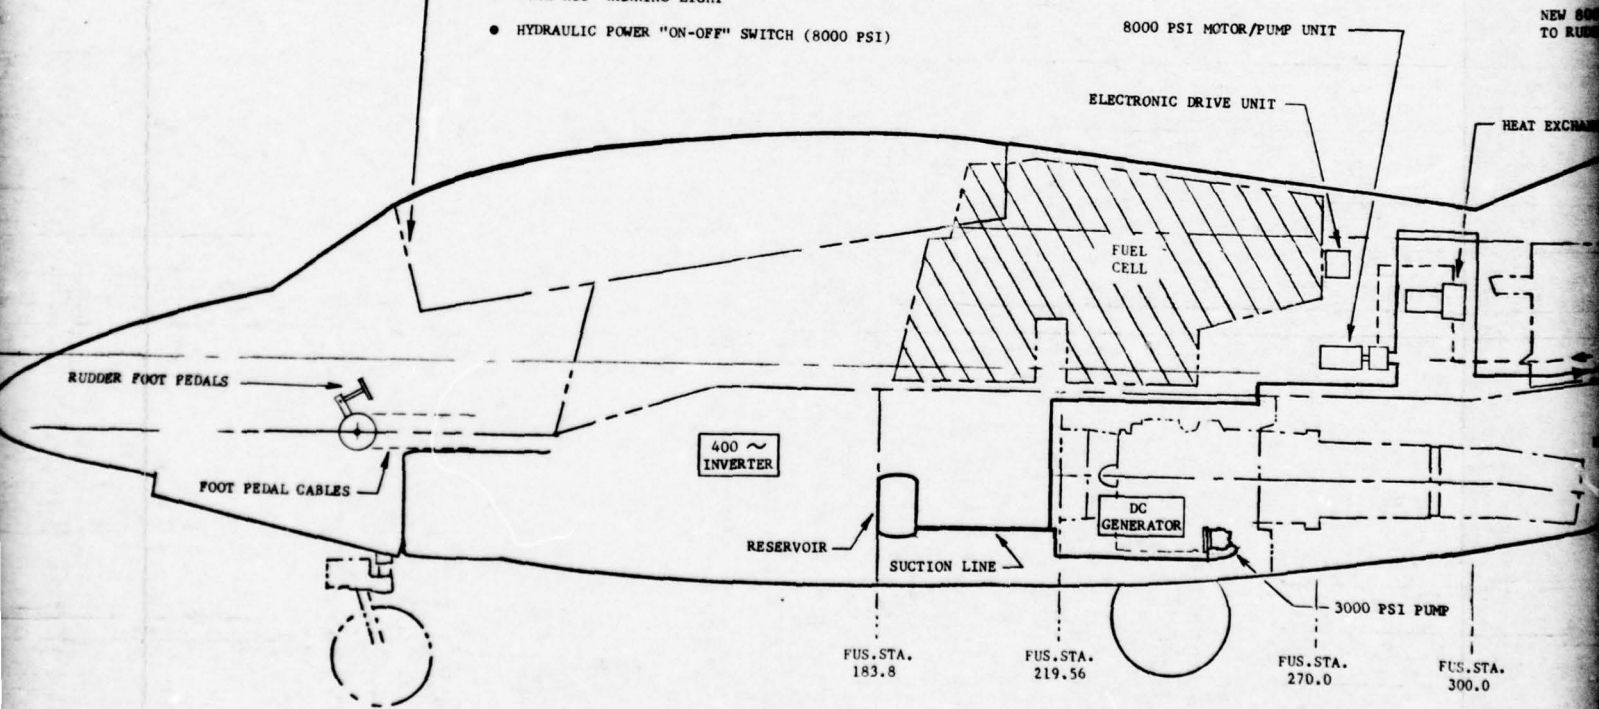 ● HYDRAULIC POWER "ON-OFF" SWITCH (8000 PSI)
8000 PSI MOTOR/PUMP UNIT
NEW
TO
ELECTRONIC DRIVE UNIT
HEAT
FUEL
CELL
RUDDER FOOT PEDALS
400 ~
INVERTER
FOOT PEDAL CABLES
DC
GENERATOR
RESERVOIR
SUCTION LINE
3000 PSI PUMP
FUS.STA.
183.8
FUS.STA.
219.56
FUS.STA.
270.0
FUS.STA.
300.0